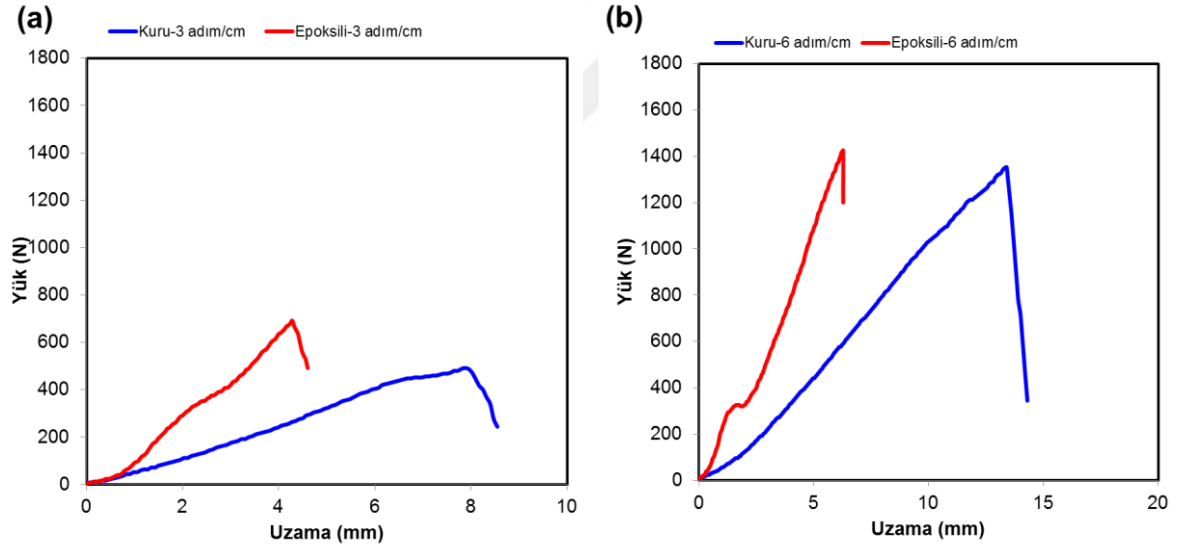 (a)
Kuru-3 adım/cm Epoksili-3 adım/cm
1800
1600
1400
1200
1000
800
600
400
200
0
Yük (N)
0 2 4 6 8 10
Uzama (mm)
(b)
Kuru-6 adım/cm Epoksili-6 adım/cm
1800
1600
1400
1200
1000
800
600
400
200
0
Yük (N)
0 5 10 15 20
Uzama (mm)